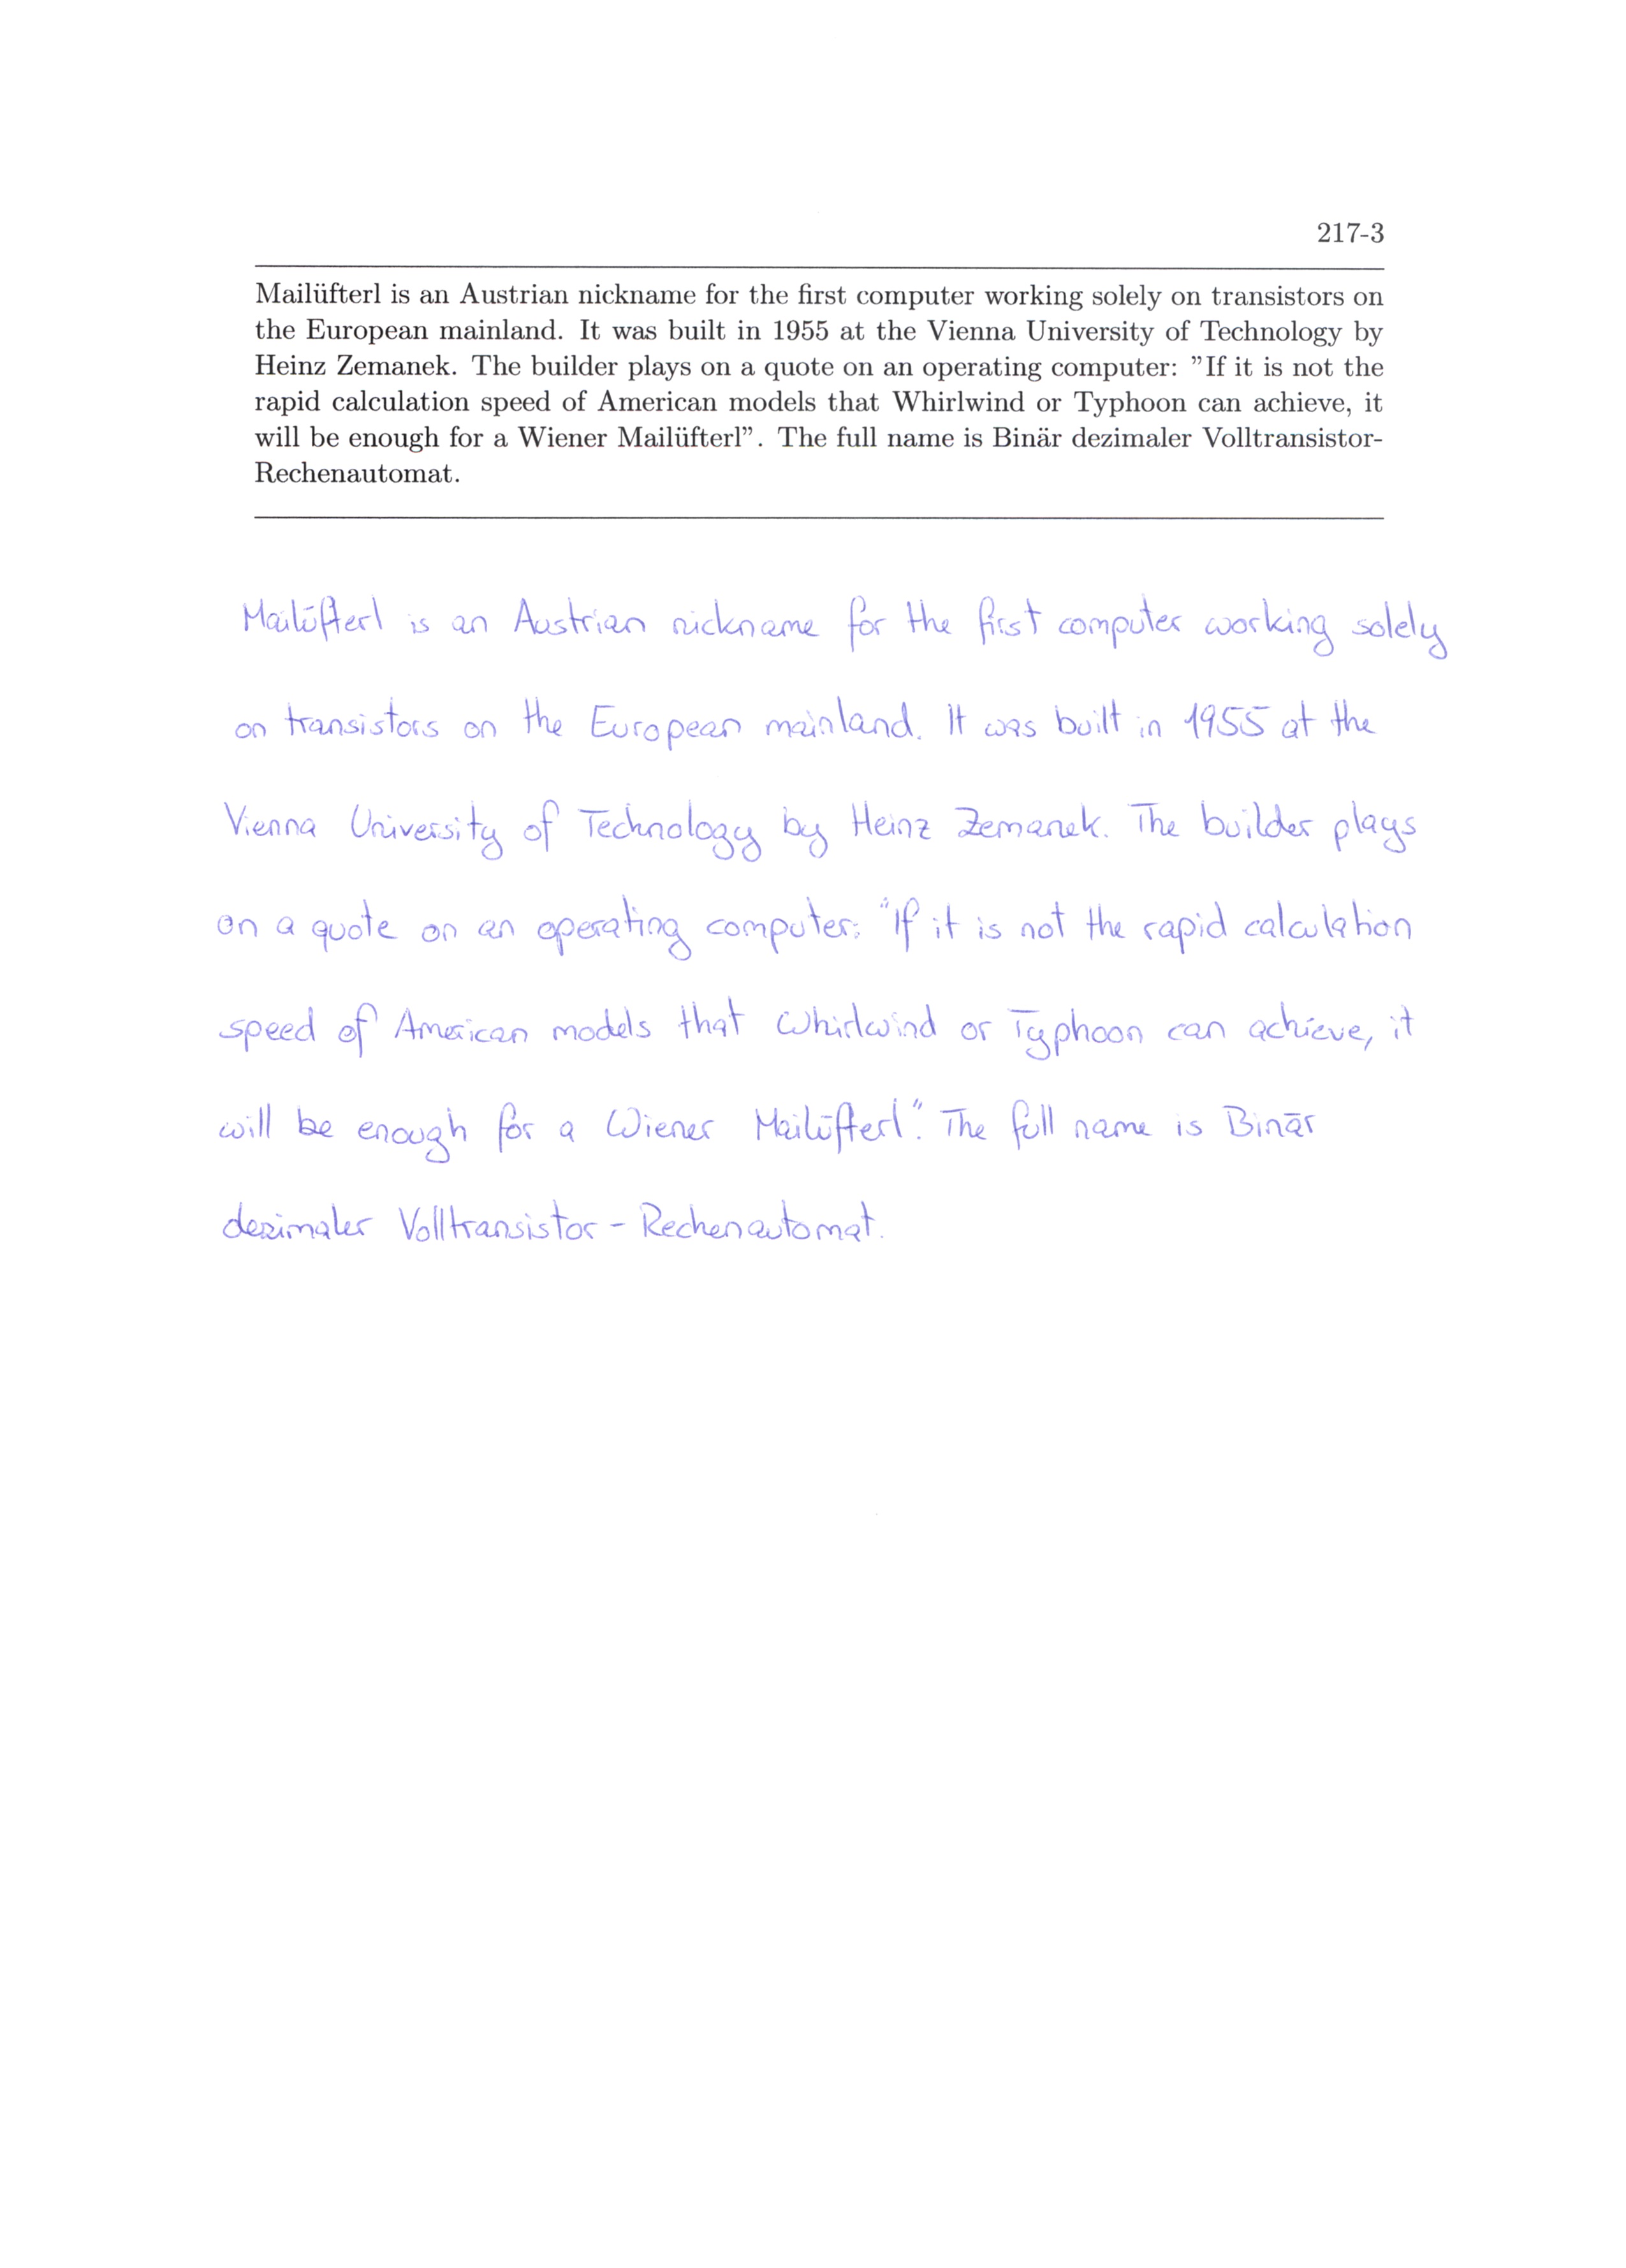 217-3
Mailüfterl is an Austrian nickname for the first computer working solely on transistors on
the European mainland. It was built in 1955 at the Vienna University of Technology by
Heinz Zemanek. The builder plays on a quote on an operating computer: ”If it is not the
rapid calculation speed of American models that Whirlwind or Typhoon can achieve, it
will be enough for a Wiener Mailüfterl”. The full name is Binär dezimaler Volltransistor-
Rechenautomat.
Mailüfterl is an Austrian nickname for the first computer working solely
on transistors on the European mainland. It was built in 1955 at the
Vienna University of Technology by Heinz Zemanek. The builder plays
on a quote on an operating computer: "If it is not the rapid calculation
speed of American models that Whirlwind or Typhoon can achieve, it
will be enough for a Wiener Mailüfterl". The full name is Binär
dezimaler Volltransistor - Rechenautomat.